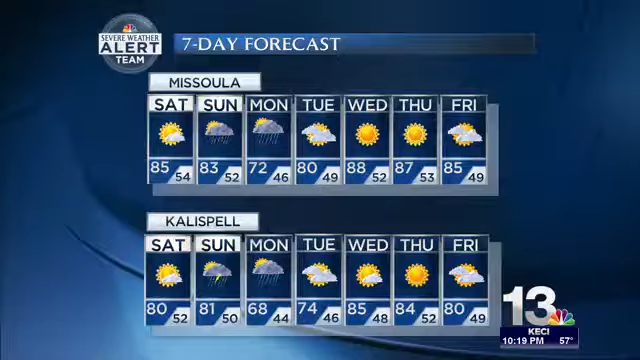 SEVERE WEATHER
ALERT
TEAM
7-DAY FORECAST
MISSOULA
SAT SUN MON TUE WED THU FRI
85 54 83 52 72 46 80 49 88 52 87 53 85 49
KALISPELL
SAT SUN MON TUE WED THU FRI
80 52 81 50 68 44 74 46 85 48 84 52 80 49
13
KECI
10:19 PM 57°